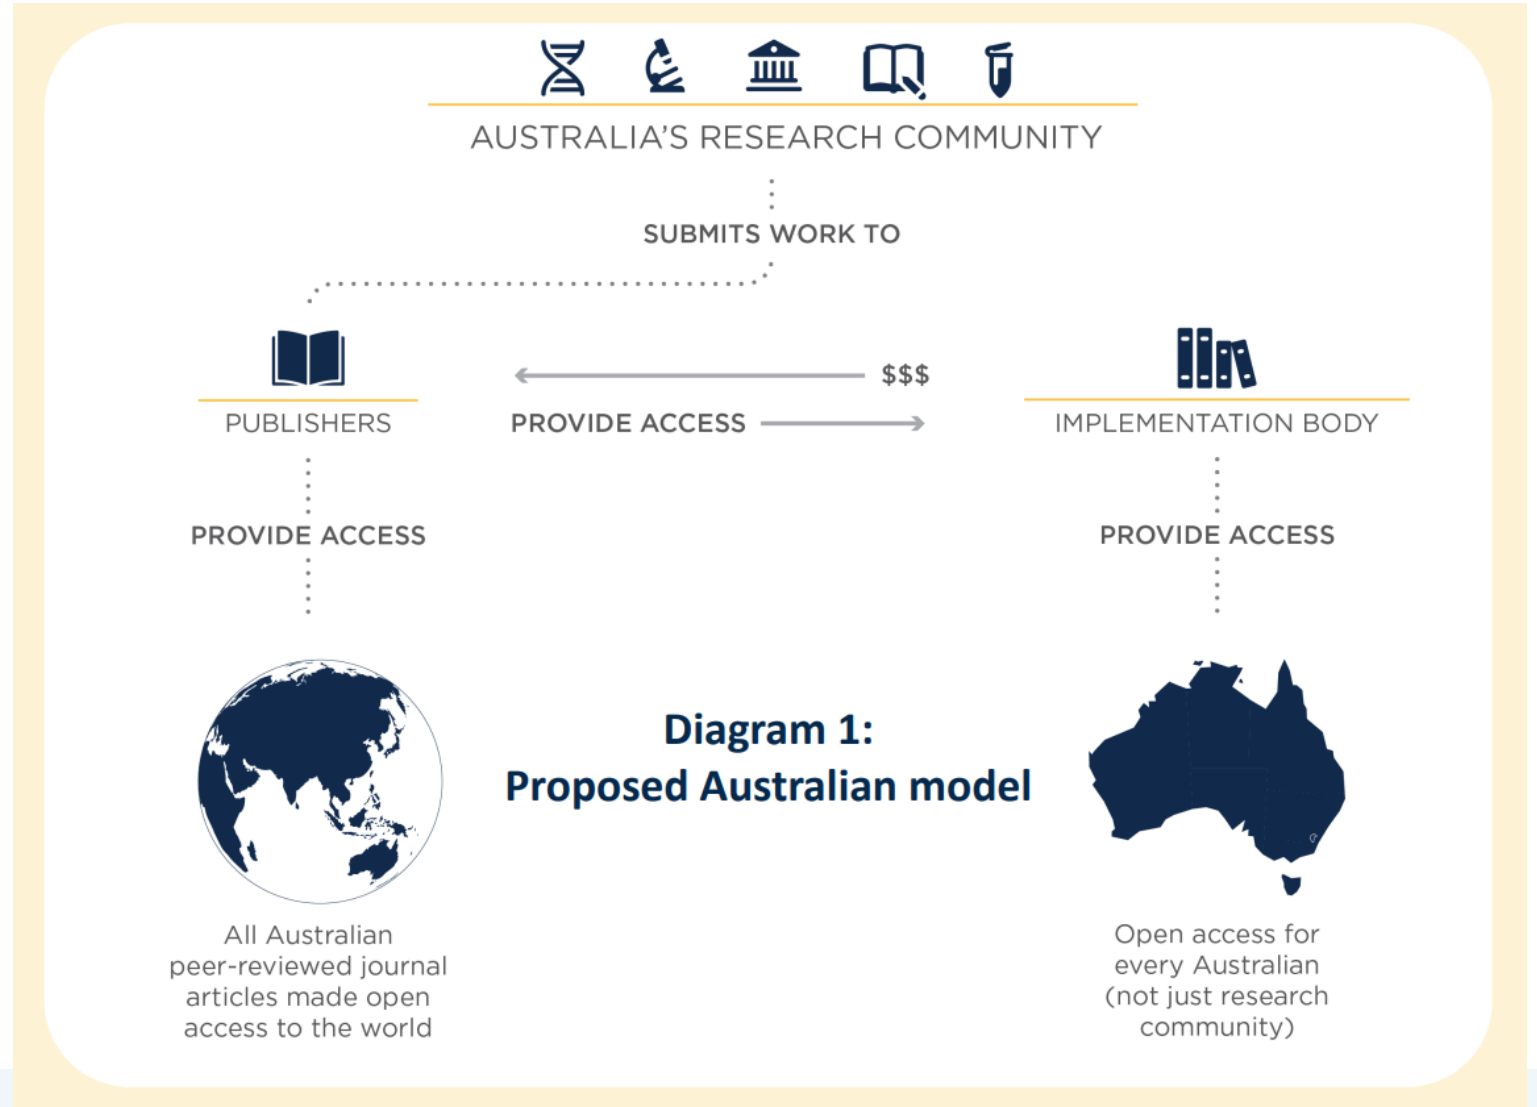 AUSTRALIA'S RESEARCH COMMUNITY
SUBMITS WORK TO
$$$
PUBLISHERS
PROVIDE ACCESS
IMPLEMENTATION BODY
PROVIDE ACCESS
PROVIDE ACCESS
Diagram 1:
Proposed Australian model
All Australian
peer-reviewed journal
articles made open
access to the world
Open access for
every Australian
(not just research
community)